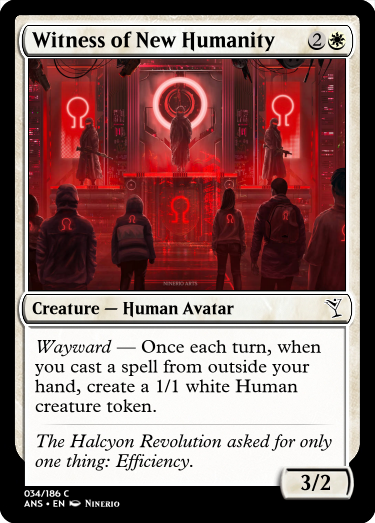 Witness of New Humanity 2
Ω Ω
Ω
NINERIO ARTS
Creature — Human Avatar
Wayward — Once each turn, when
you cast a spell from outside your
hand, create a 1/1 white Human
creature token.
The Halcyon Revolution asked for only
one thing: Efficiency.
3/2
034/186 C
ANS • EN Ninerio